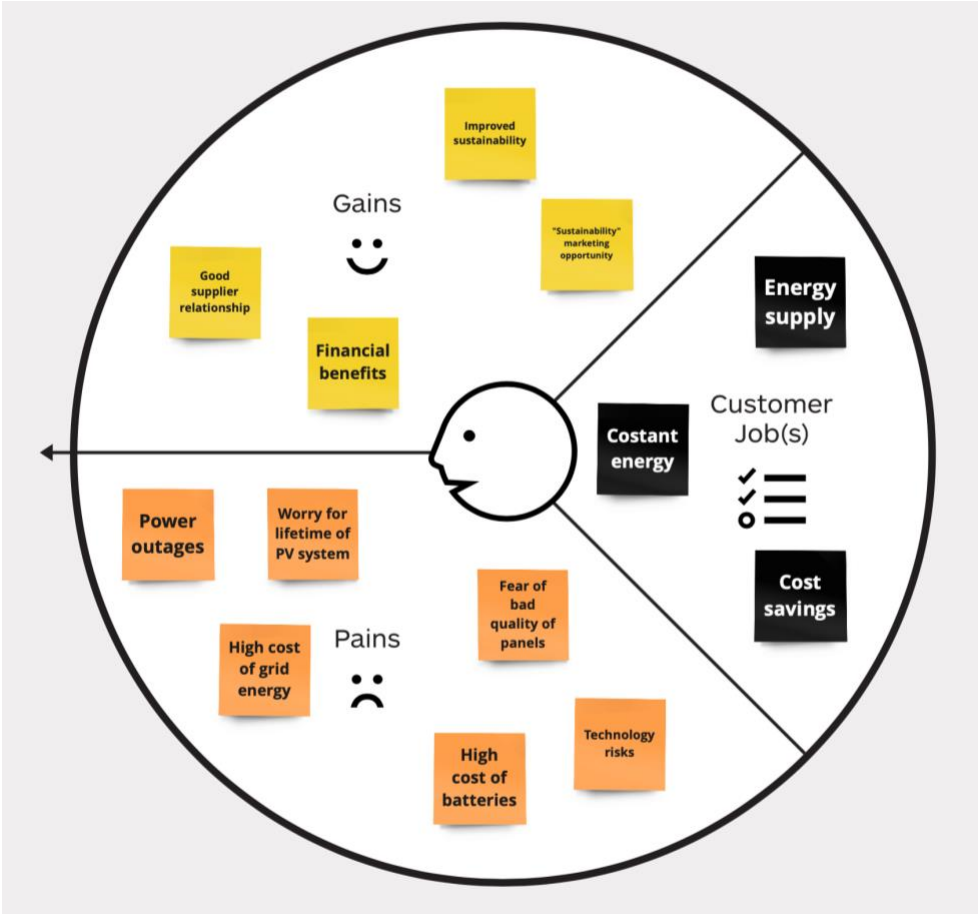 Improved
sustainability
Gains
"Sustainability"
marketing
opportunity
Good
supplier
relationship
Financial
benefits
Energy
supply
Customer
Job(s)
Costant
energy
Cost
savings
Power
outages
Worry for
lifetime of
PV system
Fear of
bad
quality of
panels
Pains
High cost
of grid
energy
Technology
risks
High
cost of
batteries